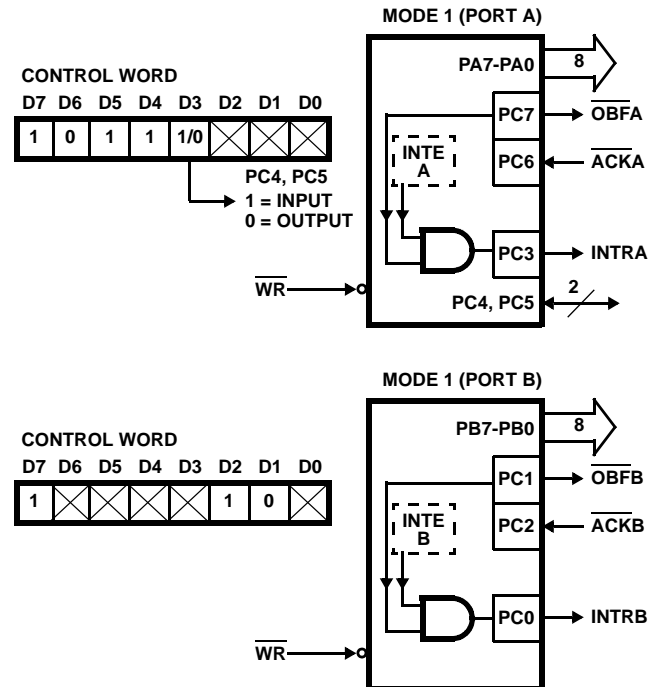 MODE 1 (PORT A)
CONTROL WORD
D7 D6 D5 D4 D3 D2 D1 D0
1 0 1 1 1/0
PC4, PC5
1 = INPUT
0 = OUTPUT
WR
PA7-PA0
8
PC7
OBFA
INTE
A
PC6
ACKA
PC3
INTRA
PC4, PC5
2
MODE 1 (PORT B)
CONTROL WORD
D7 D6 D5 D4 D3 D2 D1 D0
1 1 0
WR
PB7-PB0
8
PC1
OBFB
INTE
B
PC2
ACKB
PC0
INTRB